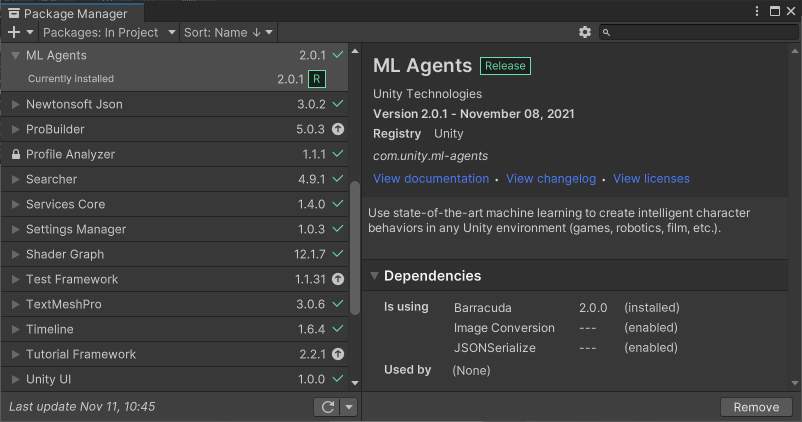 Package Manager
Packages: In Project
Sort: Name ↓
ML Agents 2.0.1
Currently installed 2.0.1 R
Newtonsoft Json 3.0.2
ProBuilder 5.0.3
Profile Analyzer 1.1.1
Searcher 4.9.1
Services Core 1.4.0
Settings Manager 1.0.3
Shader Graph 12.1.7
Test Framework 1.1.31
TextMeshPro 3.0.6
Timeline 1.6.4
Tutorial Framework 2.2.1
Unity UI 1.0.0
Last update Nov 11, 10:45
ML Agents Release
Unity Technologies
Version 2.0.1 - November 08, 2021
Registry Unity
com.unity.ml-agents
View documentation • View changelog • View licenses
Use state-of-the-art machine learning to create intelligent character
behaviors in any Unity environment (games, robotics, film, etc.).
Dependencies
Is using Barracuda 2.0.0 (installed)
Image Conversion --- (enabled)
JSONSerialize --- (enabled)
Used by (None)
Remove